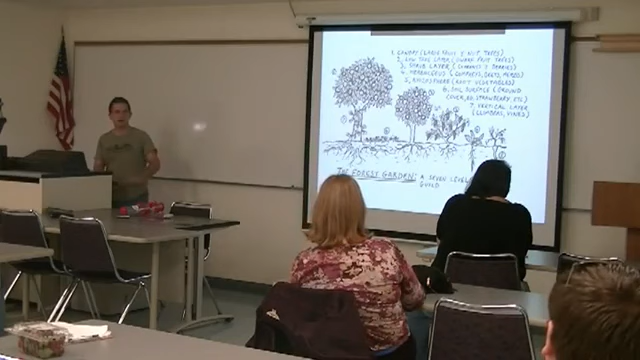 1. CANOPY (LARGE FRUIT & NUT TREES)
2. LOW TREE LAYER (DWARF FRUIT TREES)
3. SHRUB LAYER (CURRANTS & BERRIES)
4. HERBACEOUS (COMFREYS, BEETS, HERBS)
5. RHIZOSPHERE (ROOT VEGETABLES)
6. SOIL SURFACE (GROUND
COVER, EG. STRAWBERRY, ETC)
7. VERTICAL LAYER
(CLIMBERS, VINES)
THE FOREST GARDEN: A SEVEN LEVEL
GUILD